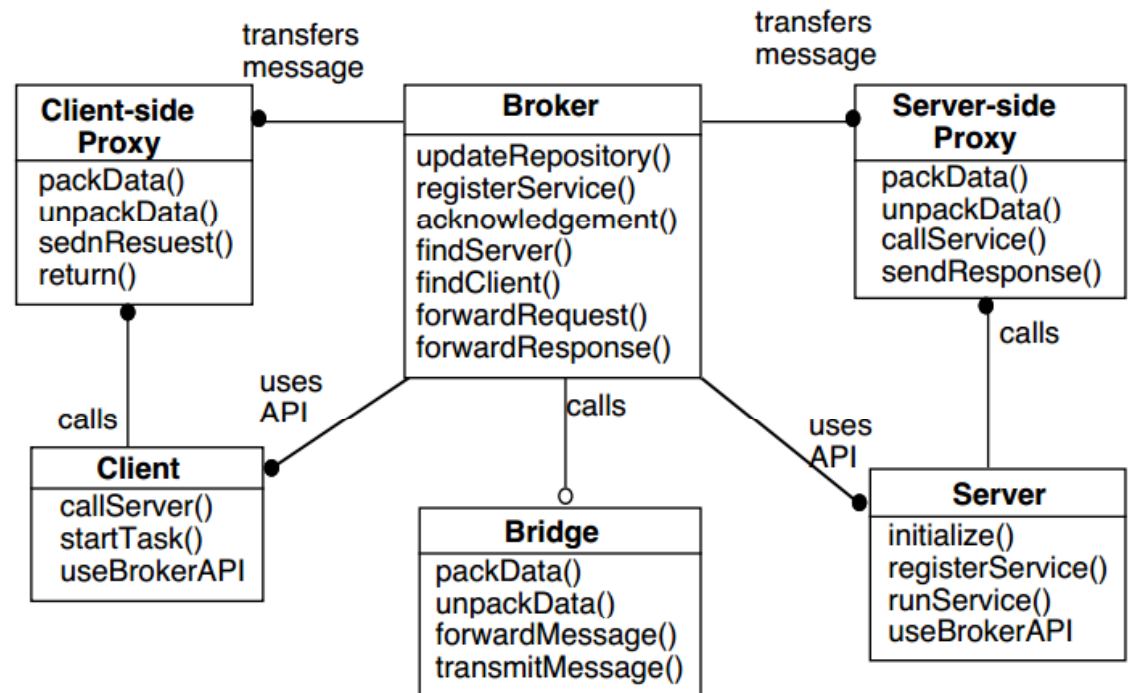 transfers
message
transfers
message
Client-side
Proxy
packData()
unpackData()
sednResuest()
return()
Broker
updateRepository()
registerService()
acknowledgement()
findServer()
findClient()
forwardRequest()
forwardResponse()
Server-side
Proxy
packData()
unpackData()
callService()
sendResponse()
calls
uses
API
calls
uses
API
calls
Client
callServer()
startTask()
useBrokerAPI
Bridge
packData()
unpackData()
forwardMessage()
transmitMessage()
Server
initialize()
registerService()
runService()
useBrokerAPI